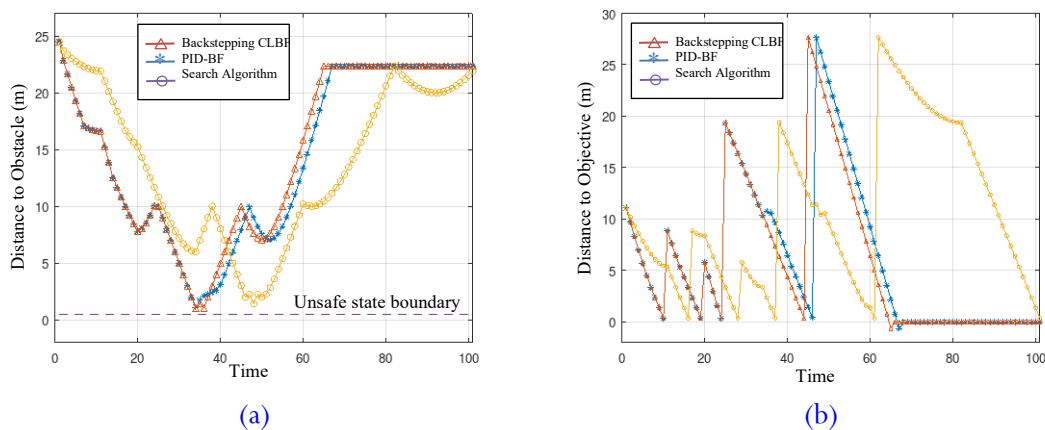 25
20
15
10
5
0
Distance to Obstacle (m)
Backstepping CLBF
PID-BF
Search Algorithm
Unsafe state boundary
0
20
40
60
80
100
Time
(a)
30
25
20
15
10
5
0
-5
Distance to Objective (m)
Backstepping CLBF
PID-BF
Search Algorithm
0
20
40
60
80
100
Time
(b)